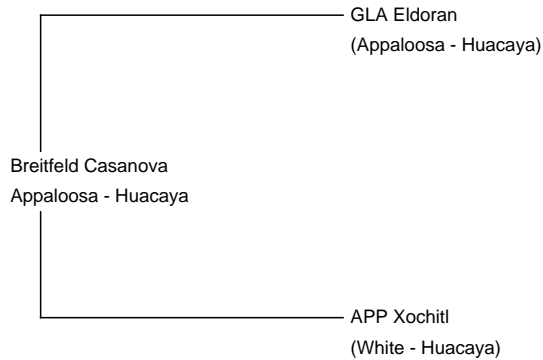 GLA Eldoran
(Appaloosa - Huacaya)
Breitfeld Casanova
Appaloosa - Huacaya
APP Xochitl
(White - Huacaya)